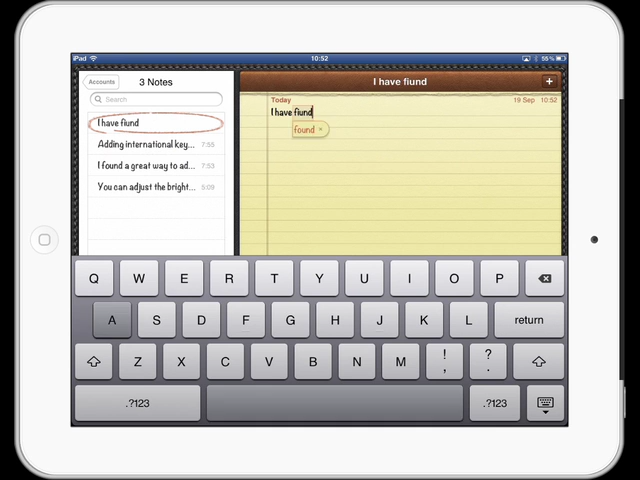 iPad 10:52 55%
Accounts 3 Notes I have fiund +
Search
Today 19 Sep 10:52
I have fiund
found ×
I have fiund
Adding international key... 7:55
I found a great way to ad... 7:53
You can adjust the bright... 5:09
Q W E R T Y U I O P
A S D F G H J K L return
Z X C V B N M ! , ? .
.?123 .?123